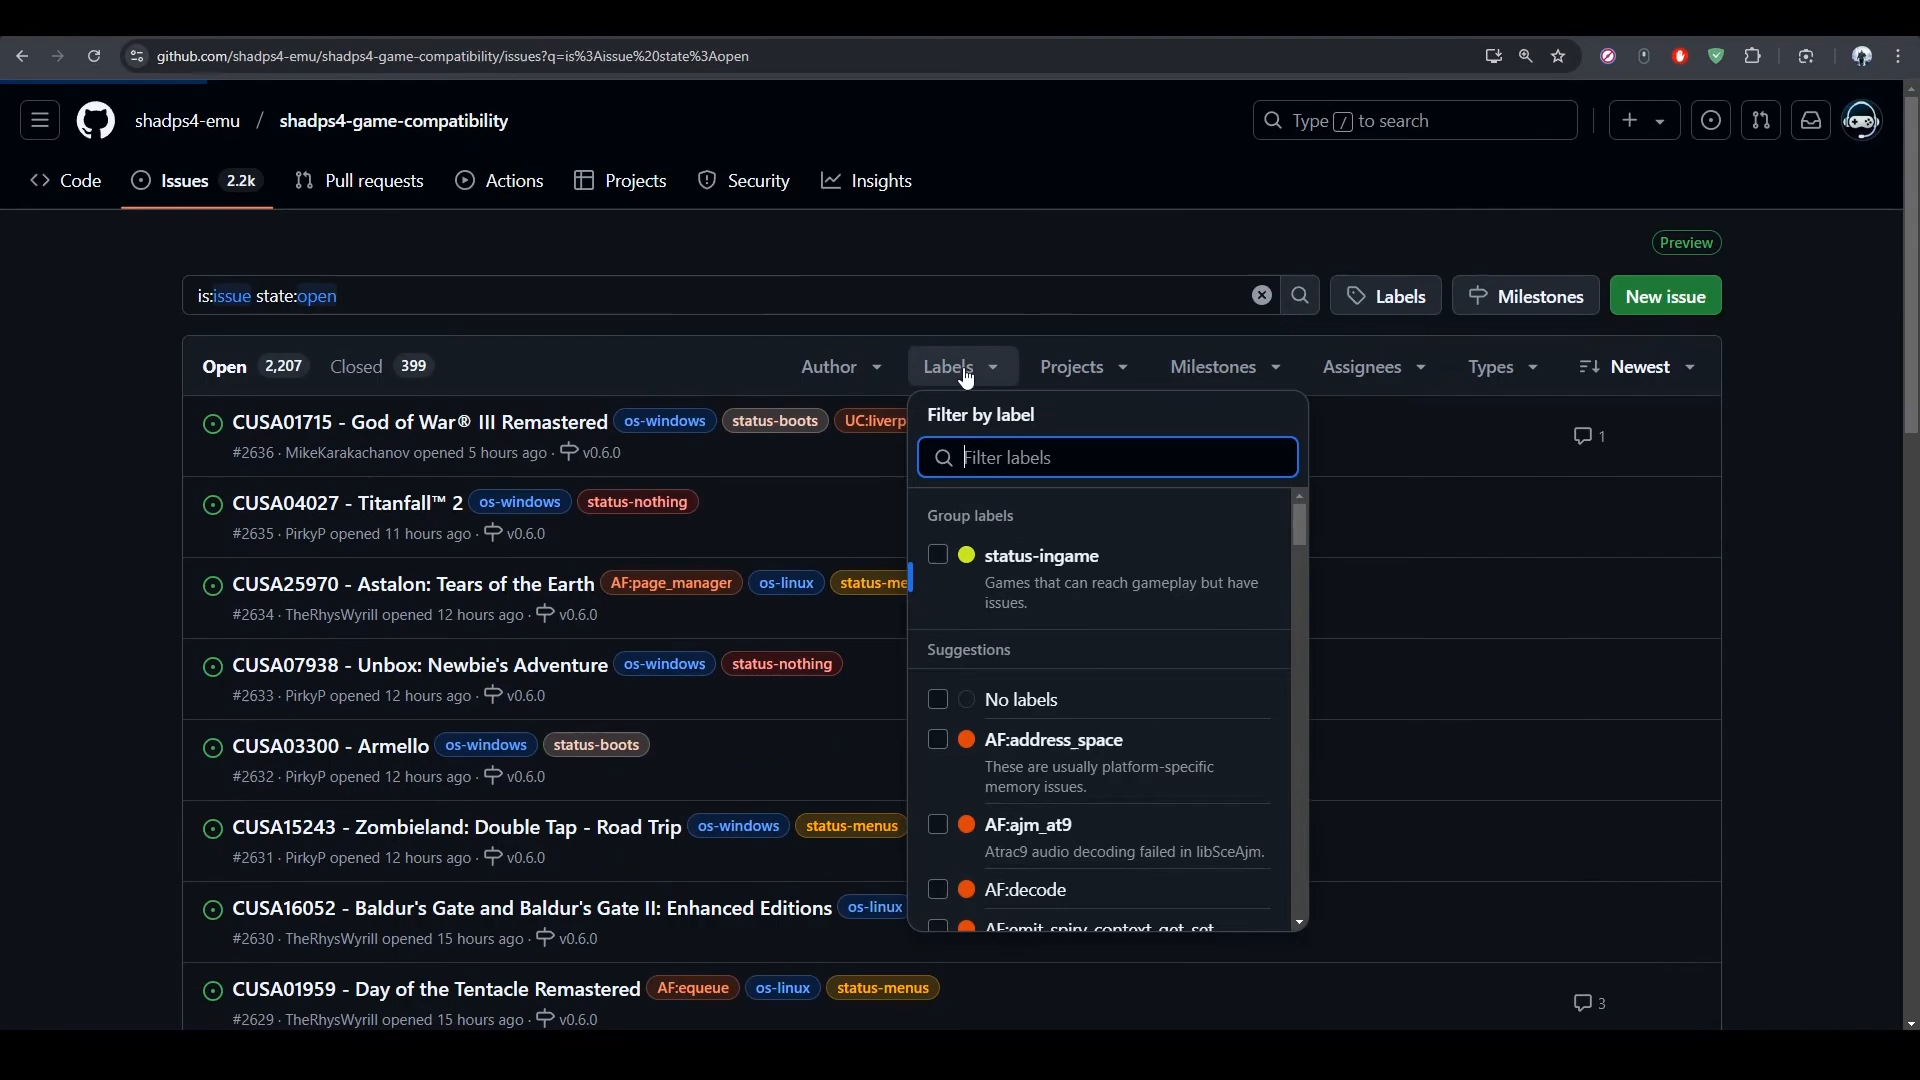 github.com/shadps4-emu/shadps4-game-compatibility/issues?q=is%3Aissue%20state%3Aopen
shadps4-emu / shadps4-game-compatibility
Type / to search
Code Issues 2.2k Pull requests Actions Projects Security Insights
Preview
is:issue state:open Labels Milestones New issue
Open 2,207 Closed 399 Author Labels Projects Milestones Assignees Types Newest
CUSA01715 - God of War® III Remastered os-windows status-boots UC:liverp
#2636 · MikeKarakachanov opened 5 hours ago · v0.6.0
1
CUSA04027 - Titanfall™ 2 os-windows status-nothing
#2635 · PirkyP opened 11 hours ago · v0.6.0
CUSA25970 - Astalon: Tears of the Earth AF:page_manager os-linux status-me
#2634 · TheRhysWyrill opened 12 hours ago · v0.6.0
CUSA07938 - Unbox: Newbie's Adventure os-windows status-nothing
#2633 · PirkyP opened 12 hours ago · v0.6.0
CUSA03300 - Armello os-windows status-boots
#2632 · PirkyP opened 12 hours ago · v0.6.0
CUSA15243 - Zombieland: Double Tap - Road Trip os-windows status-menus
#2631 · PirkyP opened 12 hours ago · v0.6.0
CUSA16052 - Baldur's Gate and Baldur's Gate II: Enhanced Editions os-linux
#2630 · TheRhysWyrill opened 15 hours ago · v0.6.0
CUSA01959 - Day of the Tentacle Remastered AF:equeue os-linux status-menus
#2629 · TheRhysWyrill opened 15 hours ago · v0.6.0
3
Filter by label
Filter labels
Group labels
status-ingame
Games that can reach gameplay but have
issues.
Suggestions
No labels
AF:address_space
These are usually platform-specific
memory issues.
AF:ajm_at9
Atrac9 audio decoding failed in libSceAjm.
AF:decode
AF:emit_spirv_context_get_set